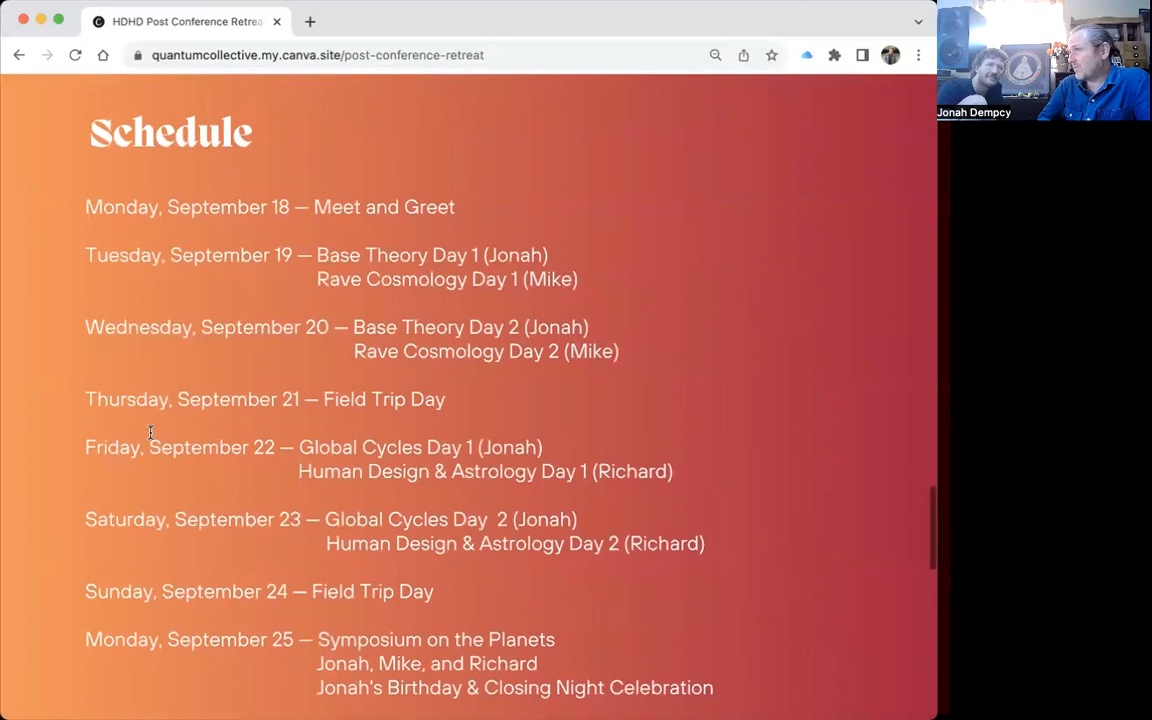 HDHD Post Conference Retrea
quantumcollective.my.canva.site/post-conference-retreat
Jonah Dempcy
Schedule
Monday, September 18 — Meet and Greet
Tuesday, September 19 — Base Theory Day 1 (Jonah)
Rave Cosmology Day 1 (Mike)
Wednesday, September 20 — Base Theory Day 2 (Jonah)
Rave Cosmology Day 2 (Mike)
Thursday, September 21 — Field Trip Day
Friday, September 22 — Global Cycles Day 1 (Jonah)
Human Design & Astrology Day 1 (Richard)
Saturday, September 23 — Global Cycles Day 2 (Jonah)
Human Design & Astrology Day 2 (Richard)
Sunday, September 24 — Field Trip Day
Monday, September 25 — Symposium on the Planets
Jonah, Mike, and Richard
Jonah's Birthday & Closing Night Celebration